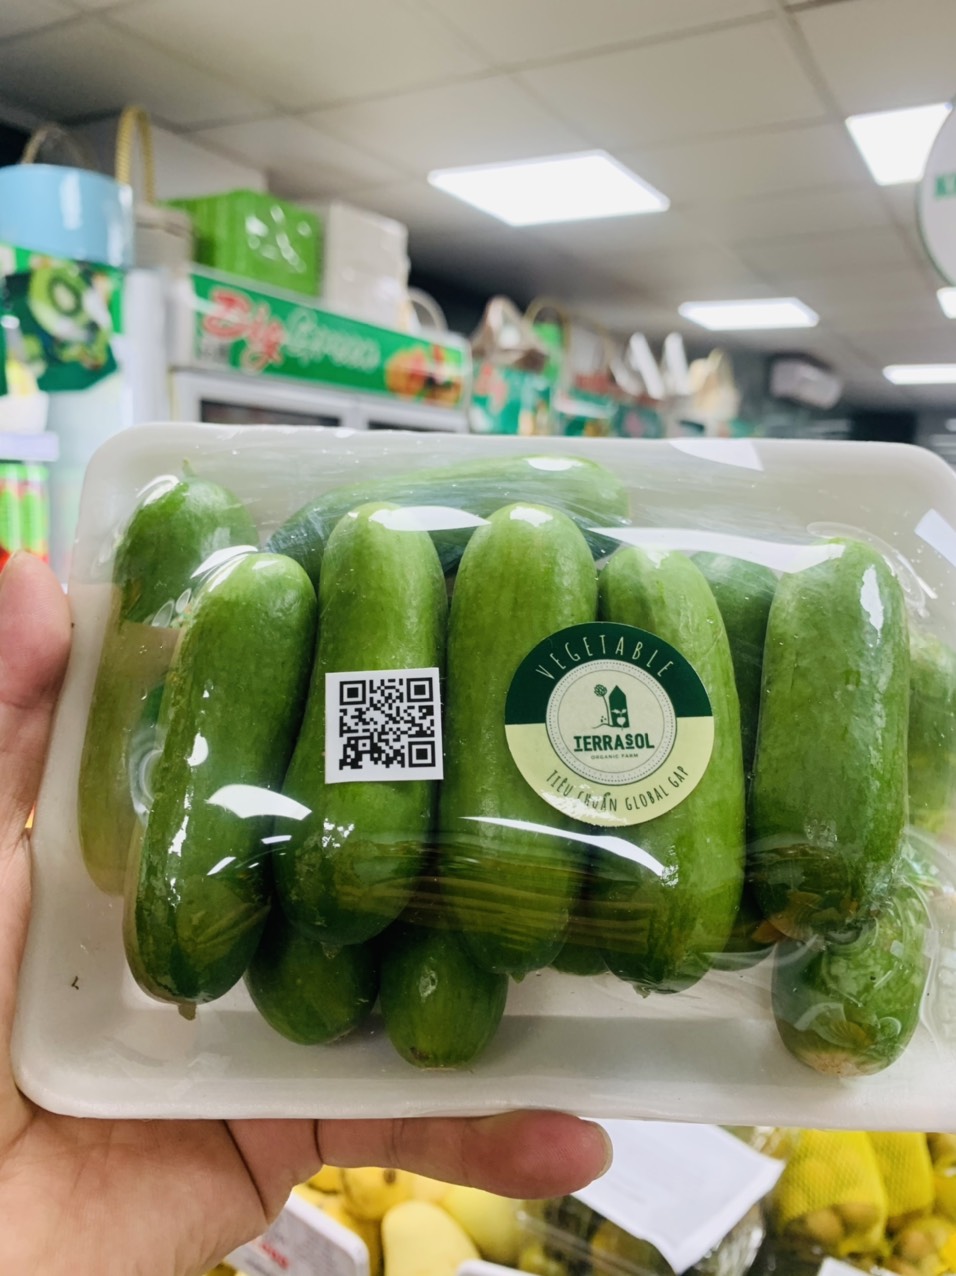 Big Green
VEGETABLE
TERRASOL
ORGANIC FARM
TIÊU CHUẨN GLOBAL GAP